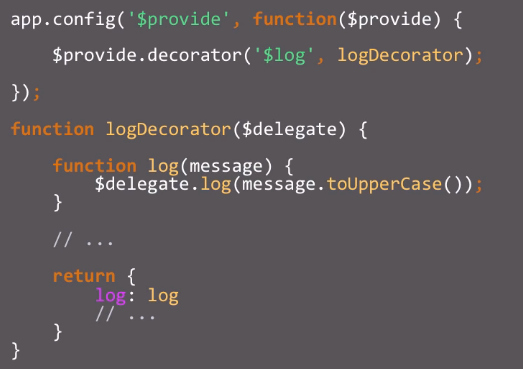 app.config('$provide', function($provide) {
$provide.decorator('$log', logDecorator);
});
function logDecorator($delegate) {
function log(message) {
$delegate.log(message.toUpperCase());
}
// ...
return {
log: log
// ...
}
}